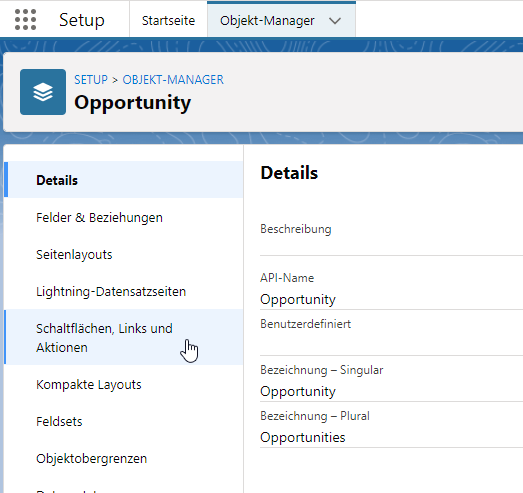 Setup
Startseite
Objekt-Manager
SETUP > OBJEKT-MANAGER
Opportunity
Details
Felder & Beziehungen
Seitenlayouts
Lightning-Datensatzseiten
Schaltflächen, Links und
Aktionen
Kompakte Layouts
Feldsets
Objektobergrenzen
Details
Beschreibung
API-Name
Opportunity
Benutzerdefiniert
Bezeichnung – Singular
Opportunity
Bezeichnung – Plural
Opportunities